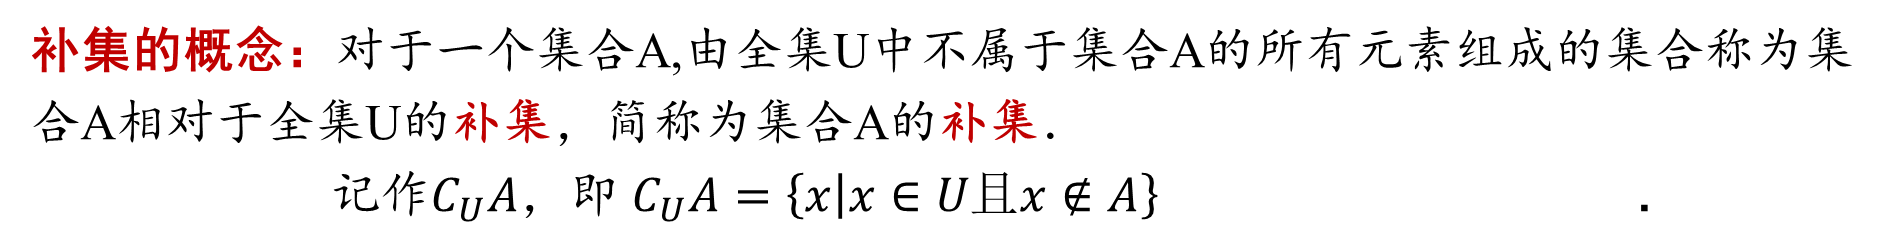 补集的概念：对于一个集合A,由全集U中不属于集合A的所有元素组成的集合称为集
合A相对于全集U的补集，简称为集合A的补集.
记作C_U A，即 C_U A = {x|x ∈ U且x ∉ A} .